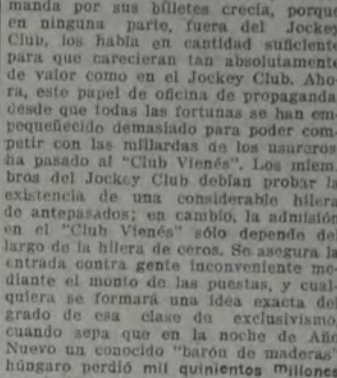 manda por sus billetes crecía, porque
en ninguna parte, fuera del Jockey
Club, los había en cantidad suficiente
para que carecieran tan absolutamente
de valor como en el Jockey Club. Aho-
ra, este papel de oficina de propaganda
desde que todas las fortunas se han em-
pequeñecido demasiado para poder com-
petir con las millardas de los usureros
ha pasado al "Club Vienés". Los miem-
bros del Jockey Club debían probar la
existencia de una considerable hilera
de antepasados; en cambio, la admisión
en el "Club Vienés" sólo depende del
largo de la hilera de ceros. Se asegura la
entrada contra gente inconveniente me-
diante el monto de las puestas, y cual-
quiera se formará una idea exacta del
grado de esa clase de exclusivismo
cuando sepa que en la noche de Año
Nuevo un conocido "barón de maderas"
húngaro perdió mil quinientos millones